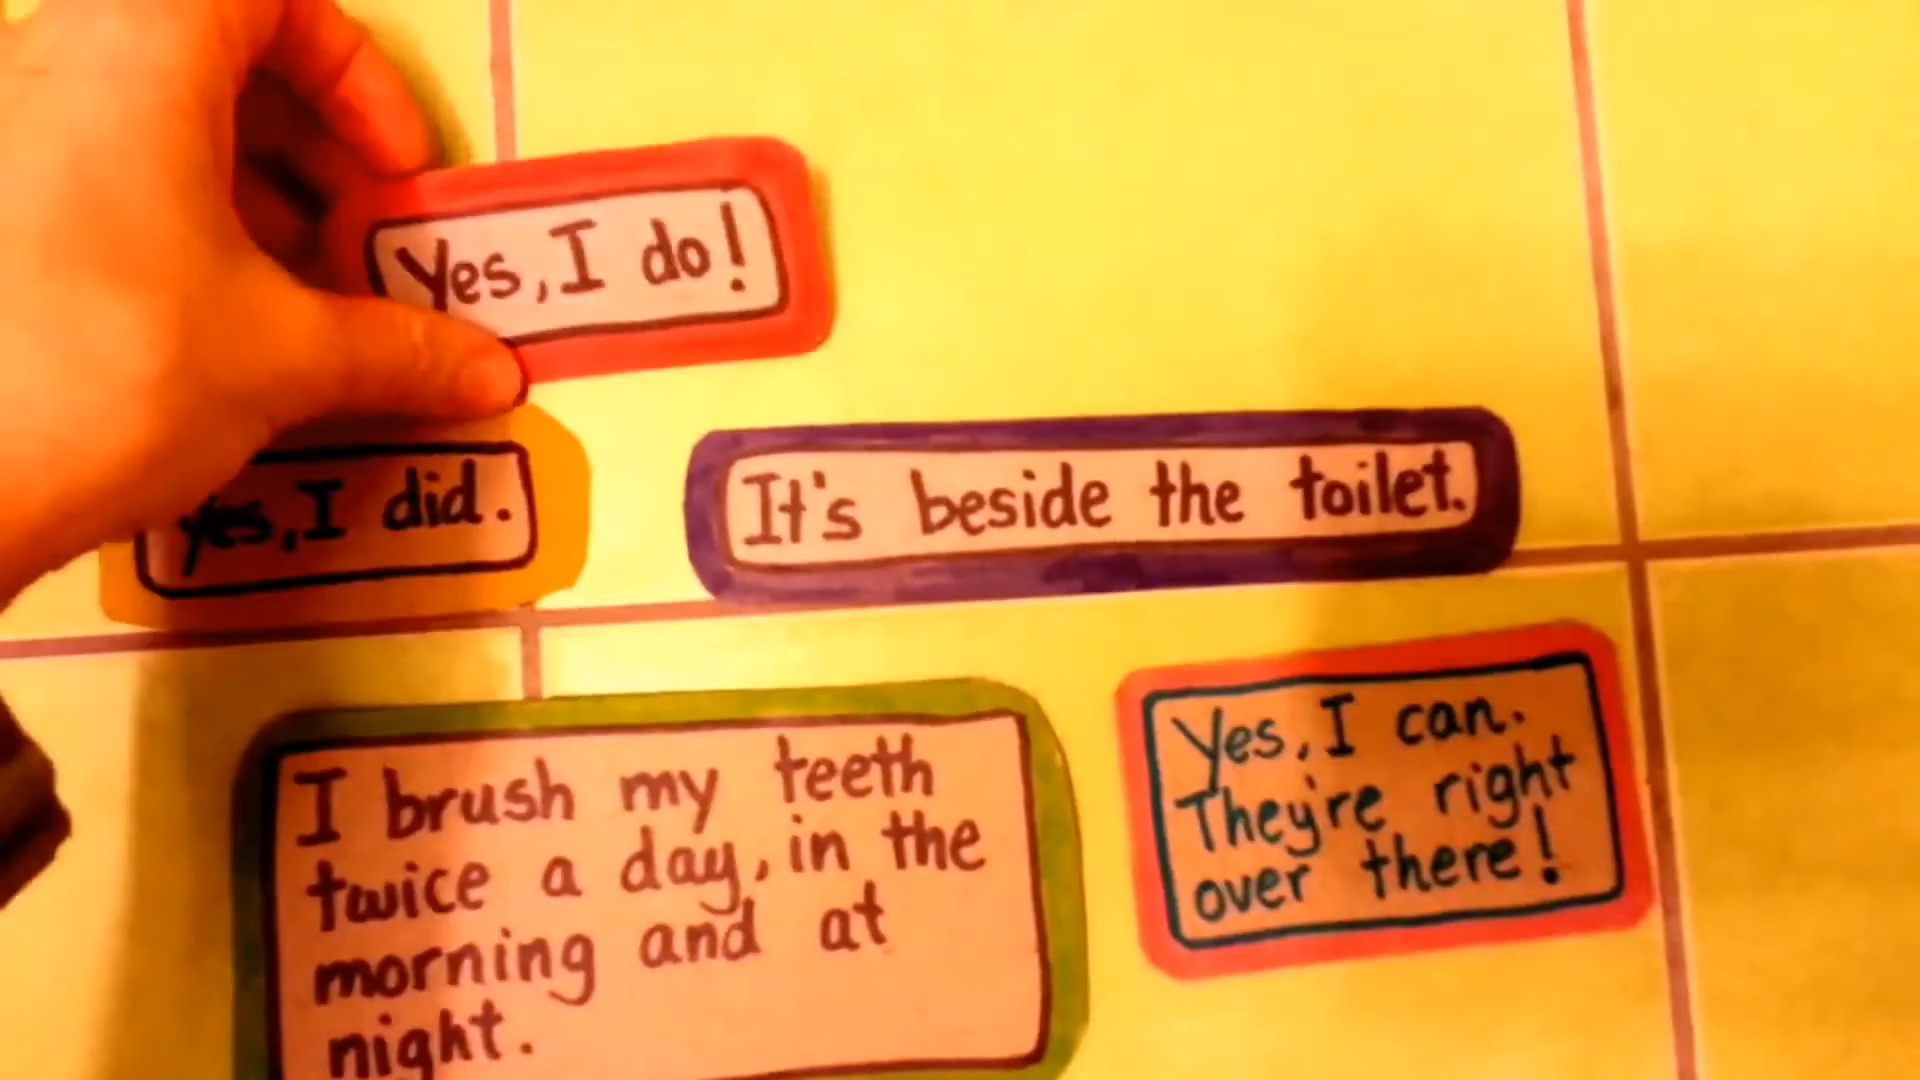 Yes, I do!
Yes, I did.
It's beside the toilet.
I brush my teeth
twice a day, in the
morning and at
night.
Yes, I can.
They're right
over there!